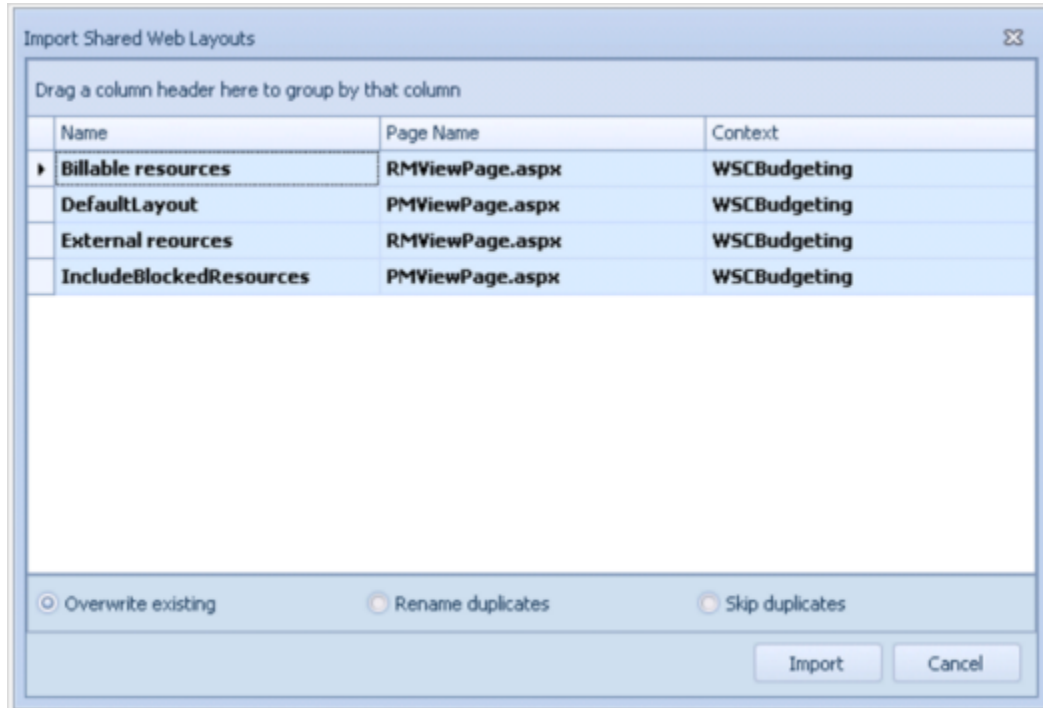 Import Shared Web Layouts
Drag a column header here to group by that column
Name Page Name Context
Billable resources RMViewPage.aspx WSCBudgeting
DefaultLayout PMViewPage.aspx WSCBudgeting
External reources RMViewPage.aspx WSCBudgeting
IncludeBlockedResources PMViewPage.aspx WSCBudgeting
Overwrite existing Rename duplicates Skip duplicates
Import Cancel